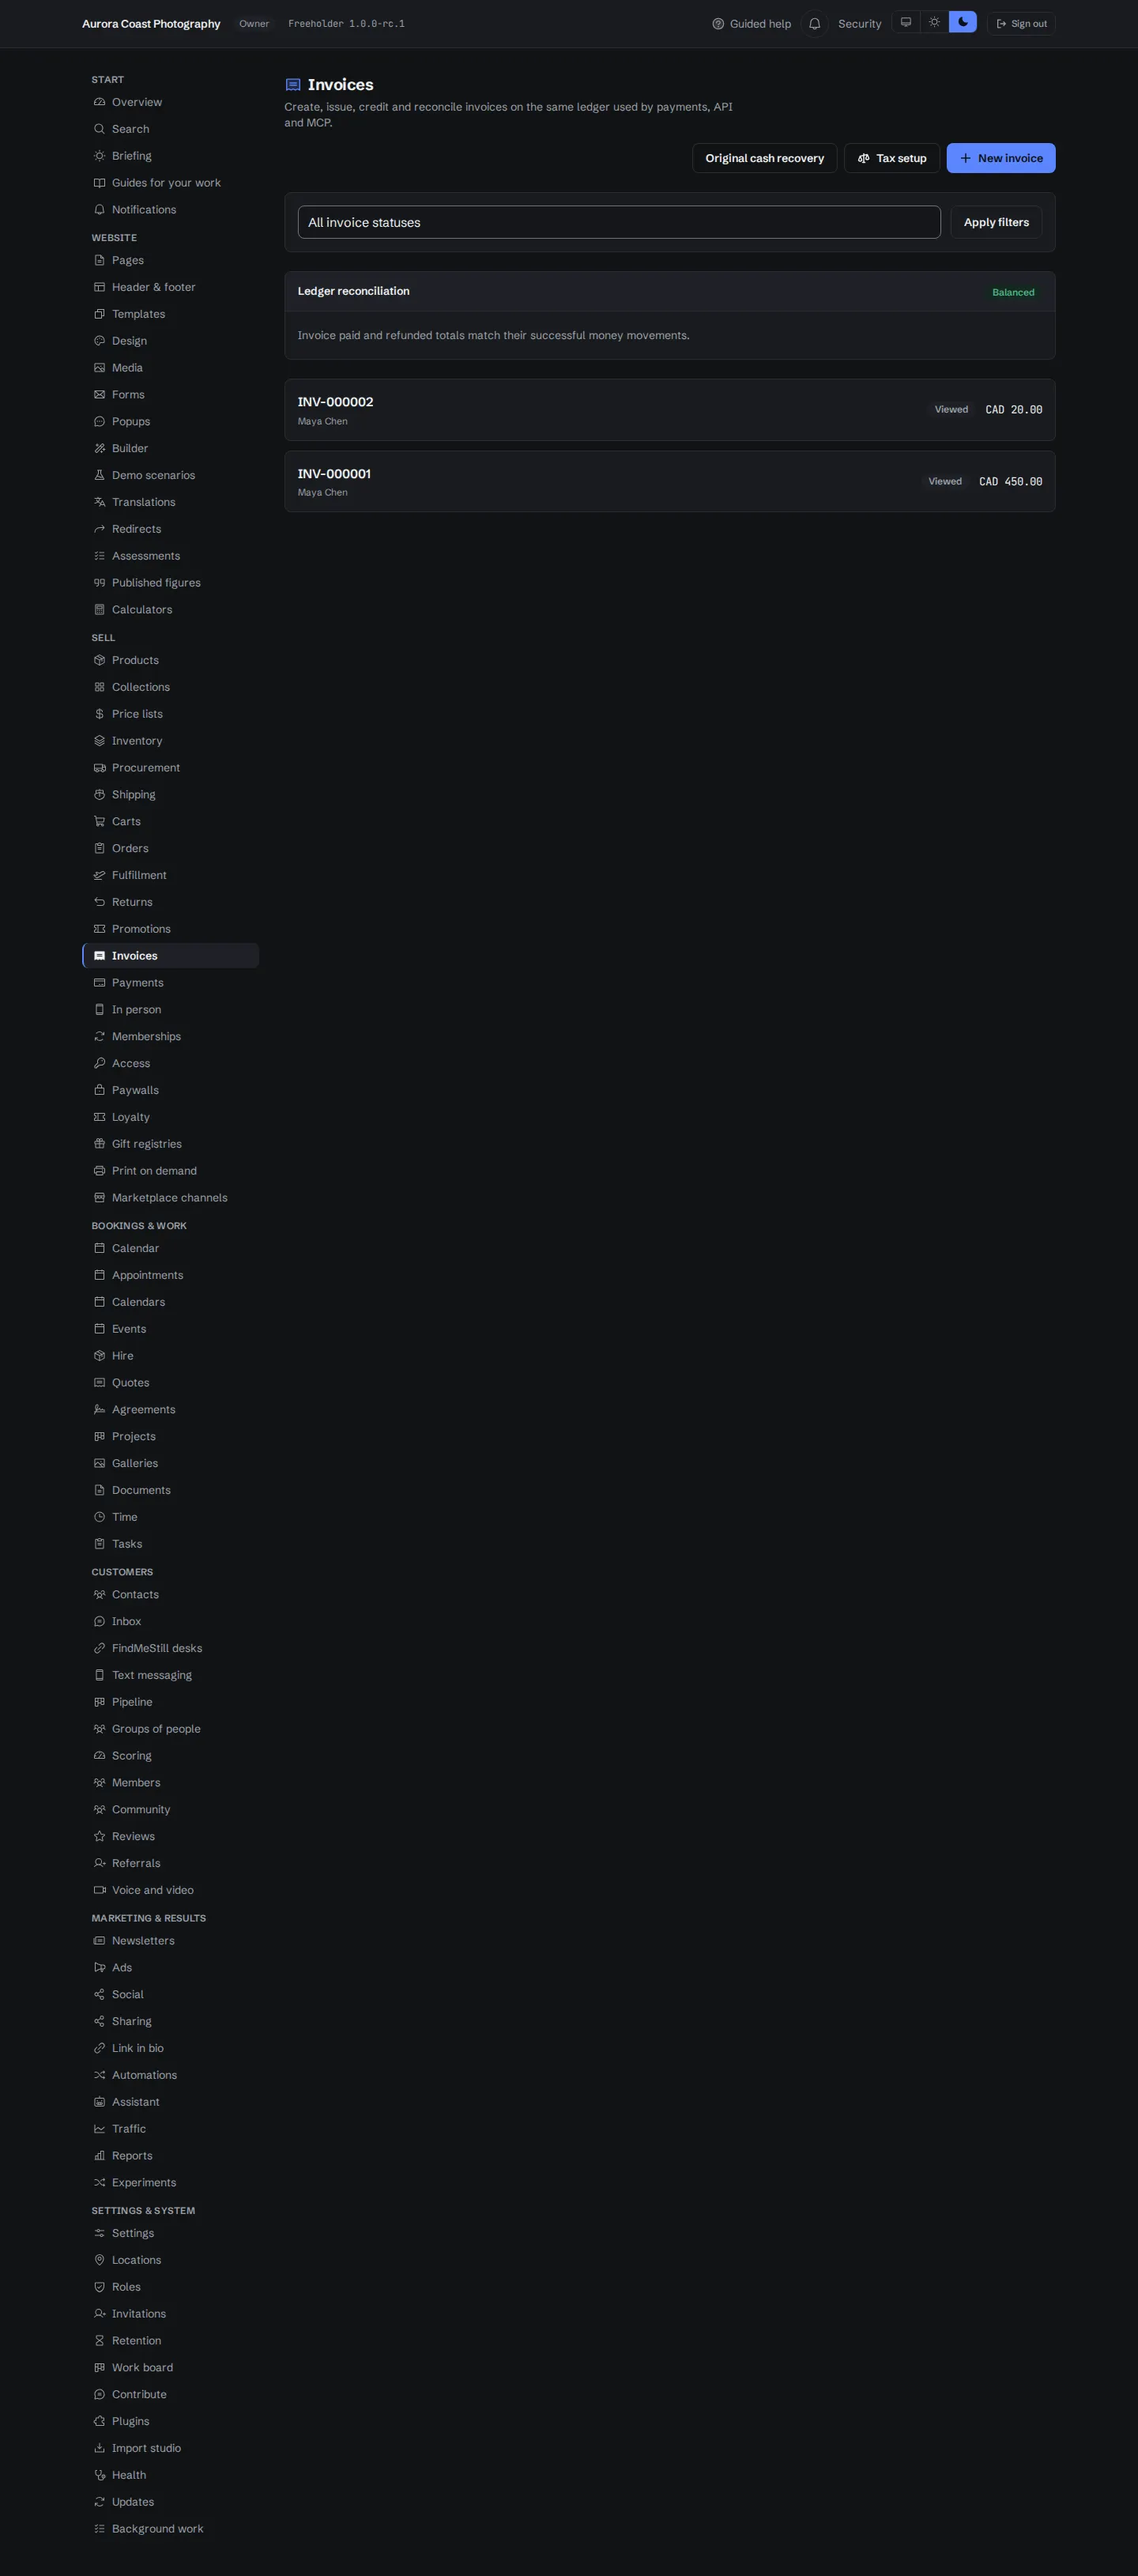 Aurora Coast Photography Owner Freeholder 1.0.0-rc.1 Guided help Security Sign out
START
Overview
Search
Briefing
Guides for your work
Notifications
WEBSITE
Pages
Header & footer
Templates
Design
Media
Forms
Popups
Builder
Demo scenarios
Translations
Redirects
Assessments
Published figures
Calculators
SELL
Products
Collections
Price lists
Inventory
Procurement
Shipping
Carts
Orders
Fulfillment
Returns
Promotions
Invoices
Payments
In person
Memberships
Access
Paywalls
Loyalty
Gift registries
Print on demand
Marketplace channels
BOOKINGS & WORK
Calendar
Appointments
Calendars
Events
Hire
Quotes
Agreements
Projects
Galleries
Documents
Time
Tasks
CUSTOMERS
Contacts
Inbox
FindMeStill desks
Text messaging
Pipeline
Groups of people
Scoring
Members
Community
Reviews
Referrals
Voice and video
MARKETING & RESULTS
Newsletters
Ads
Social
Sharing
Link in bio
Automations
Assistant
Traffic
Reports
Experiments
SETTINGS & SYSTEM
Settings
Locations
Roles
Invitations
Retention
Work board
Contribute
Plugins
Import studio
Health
Updates
Background work
Invoices
Create, issue, credit and reconcile invoices on the same ledger used by payments, API
and MCP.
Original cash recovery Tax setup New invoice
All invoice statuses Apply filters
Ledger reconciliation Balanced
Invoice paid and refunded totals match their successful money movements.
INV-000002
Maya Chen
Viewed CAD 20.00
INV-000001
Maya Chen
Viewed CAD 450.00